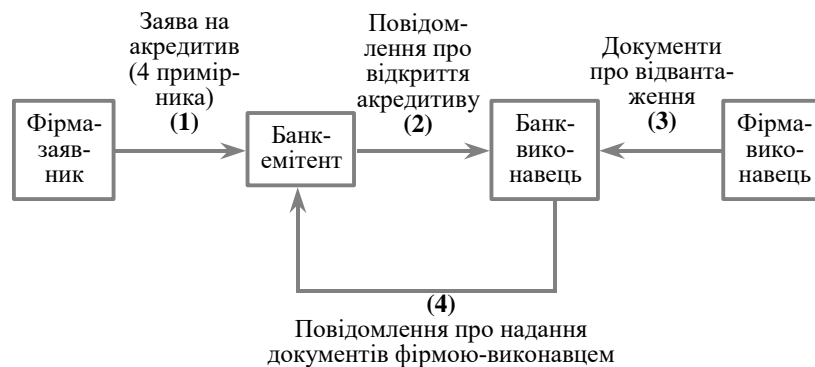 Заява на
акредитив
(4 примір-
ника)
(1)
Повідом-
лення про
відкриття
акредитиву
(2)
Документи
про відванта-
ження
(3)
Фірма-
заяв-
ник
Банк-
емітент
Банк-
вико-
навець
Фірма-
вико-
навець
(4)
Повідомлення про надання
документів фірмою-виконавцем